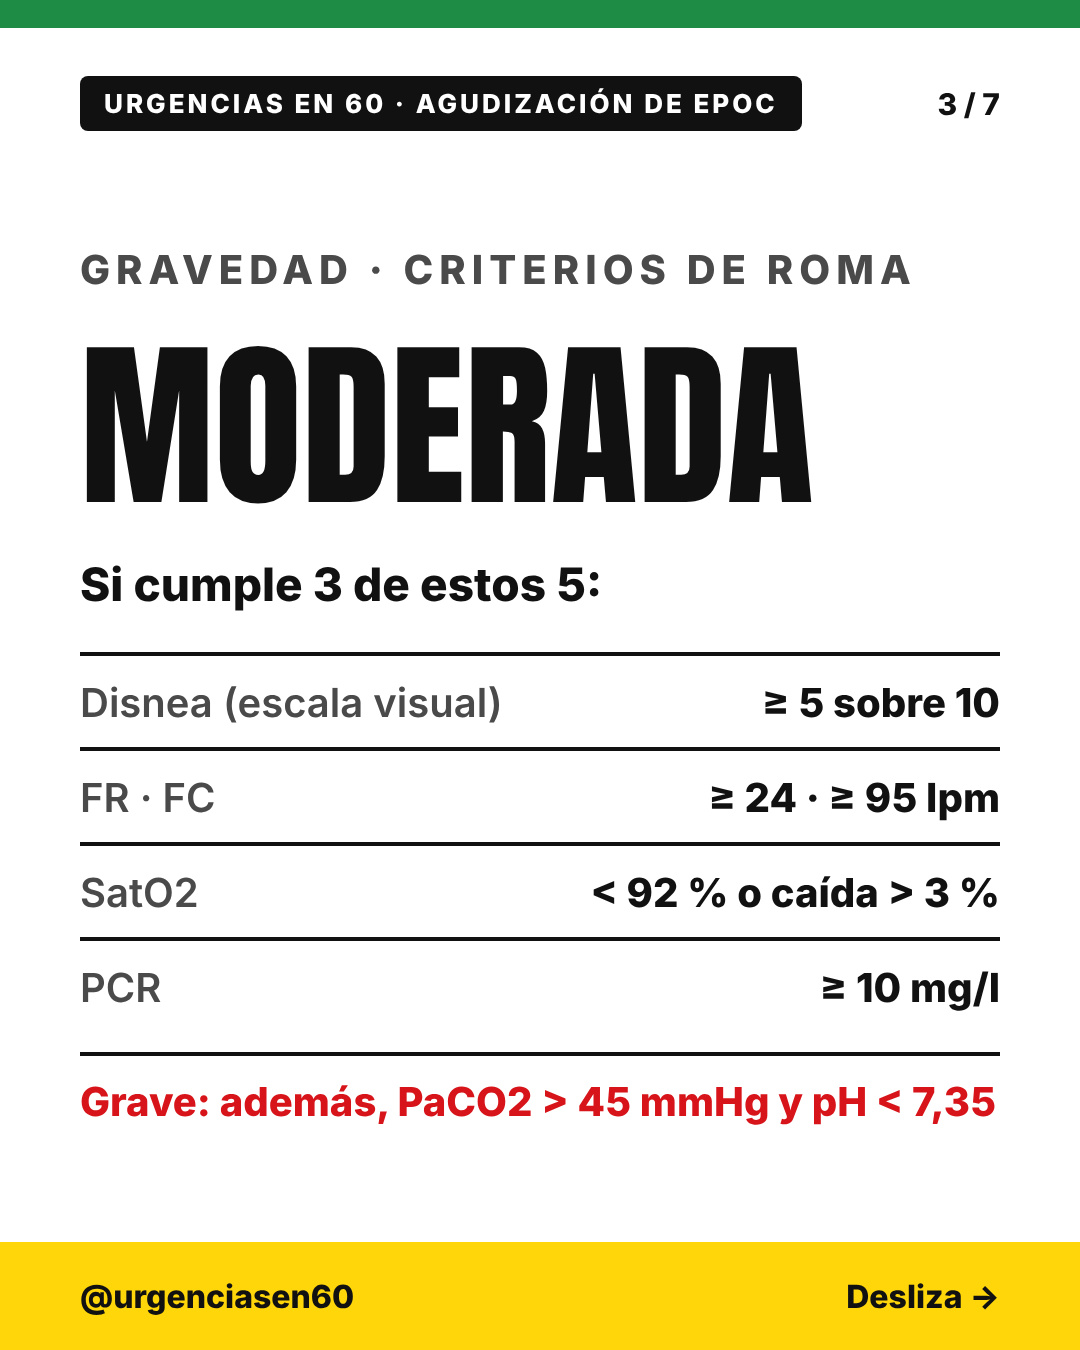 URGENCIAS EN 60 · AGUDIZACIÓN DE EPOC 3 / 7
GRAVEDAD · CRITERIOS DE ROMA
MODERADA
Si cumple 3 de estos 5:
Disnea (escala visual) ≥ 5 sobre 10
FR · FC ≥ 24 · ≥ 95 lpm
SatO2 < 92 % o caída > 3 %
PCR ≥ 10 mg/l
Grave: además, PaCO2 > 45 mmHg y pH < 7,35
@urgenciasen60 Desliza →